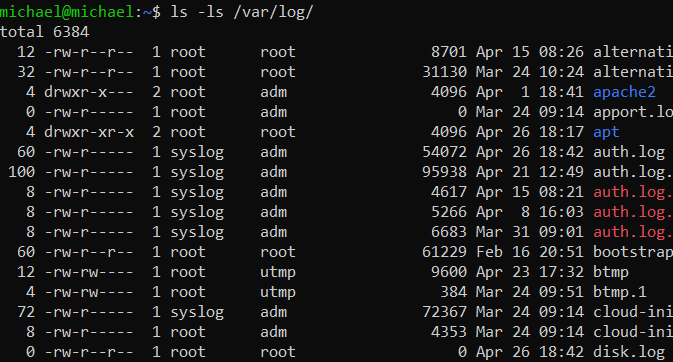 michael@michael:~$ ls -ls /var/log/
total 6384
12 -rw-r--r-- 1 root root 8701 Apr 15 08:26 alternati
32 -rw-r--r-- 1 root root 31130 Mar 24 10:24 alternati
4 drwxr-x--- 2 root adm 4096 Apr 1 18:41 apache2
0 -rw-r----- 1 root adm 0 Mar 24 09:14 apport.lo
4 drwxr-xr-x 2 root root 4096 Apr 26 18:17 apt
60 -rw-r----- 1 syslog adm 54072 Apr 26 18:42 auth.log
100 -rw-r----- 1 syslog adm 95938 Apr 21 12:49 auth.log.
8 -rw-r----- 1 syslog adm 4617 Apr 15 08:21 auth.log.
8 -rw-r----- 1 syslog adm 5266 Apr 8 16:03 auth.log.
8 -rw-r----- 1 syslog adm 6683 Mar 31 09:01 auth.log.
60 -rw-r--r-- 1 root root 61229 Feb 16 20:51 bootstrap
12 -rw-rw---- 1 root utmp 9600 Apr 23 17:32 btmp
4 -rw-rw---- 1 root utmp 384 Mar 24 09:51 btmp.1
72 -rw-r----- 1 syslog adm 72367 Mar 24 09:14 cloud-ini
8 -rw-r----- 1 root adm 4353 Mar 24 09:14 cloud-ini
0 -rw-r--r-- 1 root root 0 Apr 26 18:42 disk.log